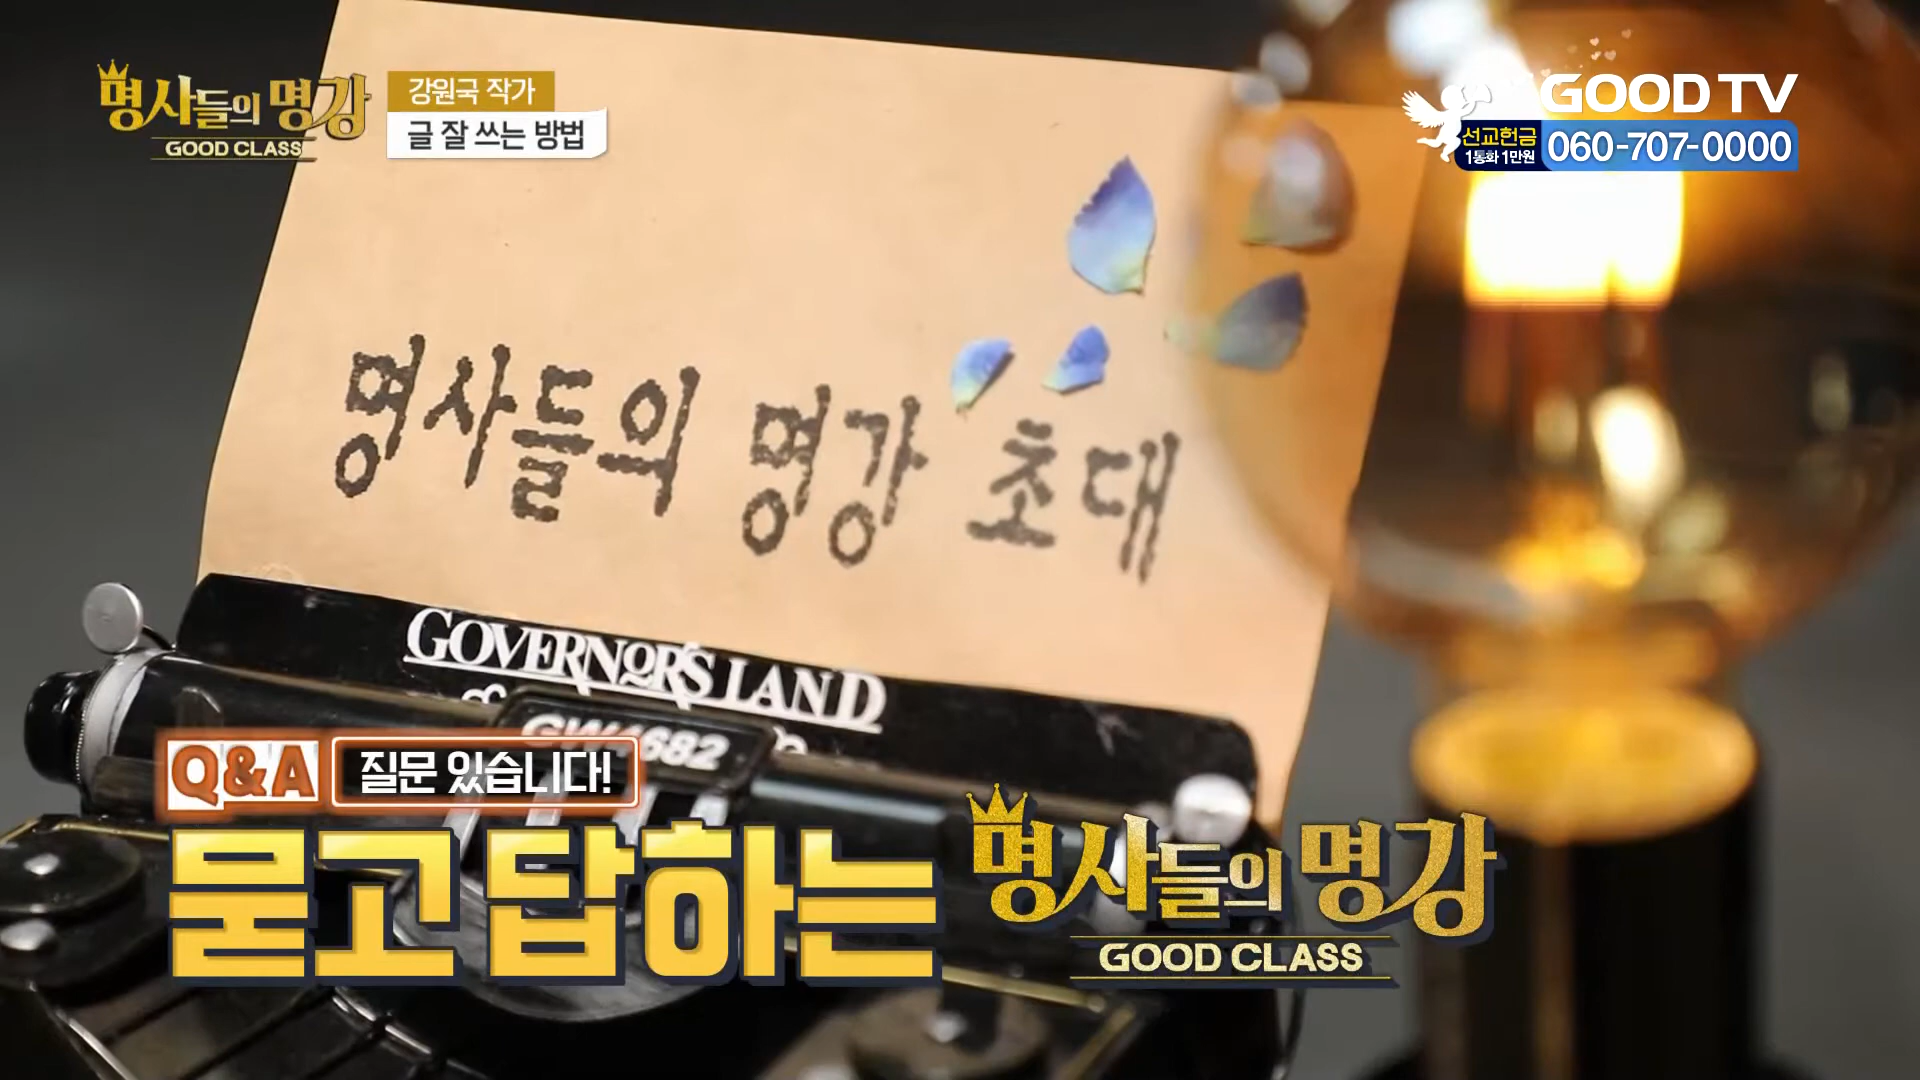 명사들의 명강
GOOD CLASS
강원국 작가
글 잘 쓰는 방법
GOOD TV
선교헌금
1통화 1만원
060-707-0000
명사들의 명강 초대
GOVERNOR'S LAND
GW4682
Q&A
질문 있습니다!
묻고 답하는
명사들의 명강
GOOD CLASS